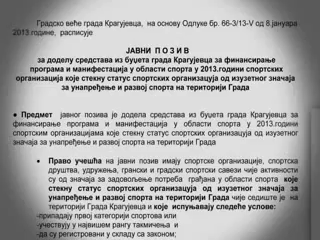 Градско веће града Крагујевца, на основу Одлуке бр. 66-3/13-V од 8.јануара
2013.године, расписује
ЈАВНИ П О З И В
за доделу средстава из буџета града Крагујевца за финансирање
програма и манифестација у области спорта у 2013.години спортских
организација које стекну статус спортских организација од изузетног значаја
за унапређење и развој спорта на територији Града
● Предмет јавног позива је додела средстава из буџета града Крагујевца за
финансирање програма и манифестација у области спорта у 2013.години
спортским организацијама које стекну статус спортских организација од изузетног
значаја за унапређење и развој спорта на територији Града
• Право учешћа на јавни позив имају спортске организације, спортска
друштва, удружења, грански и градски спортски савези чије активности
су од значаја за задовољење потреба грађана у области спорта које
стекну статус спортских организација од изузетног значаја за
унапређење и развој спорта на територији Града чије седиште је на
територији Града Крагујевца и које испуњавају следеће услове:
-припадају првој категорији спортова или
-учествују у највишем рангу такмичења и
-да су регистровани у складу са законом;